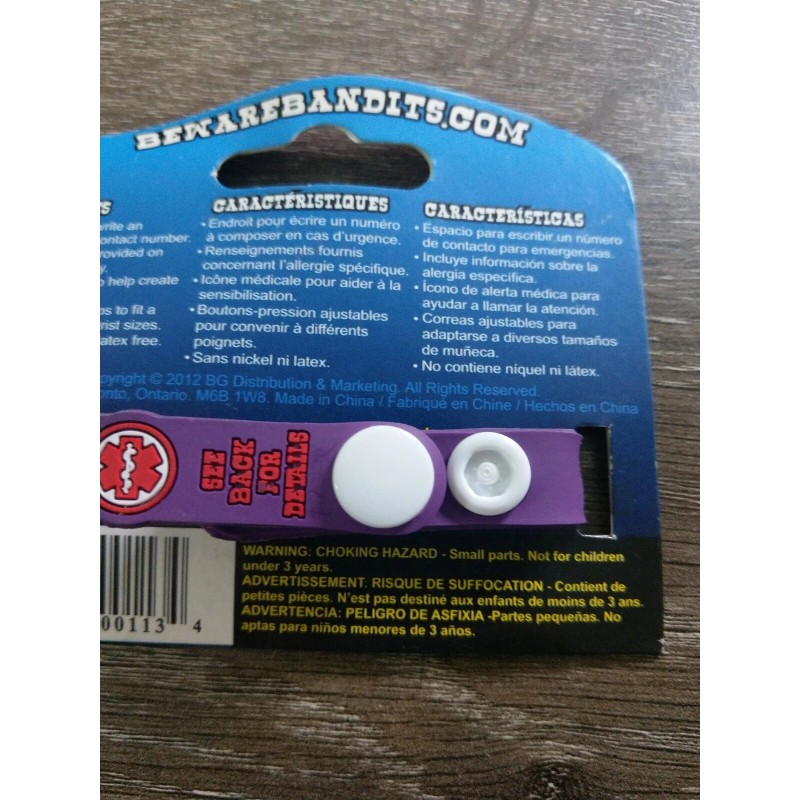 BEWAREBANDITS.COM
CARACTÉRISTIQUES
• Endroit pour écrire un numéro
à composer en cas d'urgence.
• Renseignements fournis
concernant l'allergie spécifique.
• Icône médicale pour aider à la
sensibilisation.
• Boutons-pression ajustables
pour convenir à différents
poignets.
• Sans nickel ni latex.
CARACTERÍSTICAS
• Espacio para escribir un número
de contacto para emergencias.
• Incluye información sobre la
alergia específica.
• Ícono de alerta médica para
ayudar a llamar la atención.
• Correas ajustables para
adaptarse a diversos tamaños
de muñeca.
• No contiene níquel ni látex.
write an
contact number.
provided on
help create
to fit a
sizes.
free.
© 2012 BG Distribution & Marketing. All Rights Reserved.
Ontario. M6B 1W8. Made in China / Fabriqué en Chine / Hechos en China
SEE
BACK
FOR
DETAILS
WARNING: CHOKING HAZARD - Small parts. Not for children
under 3 years.
ADVERTISSEMENT: RISQUE DE SUFFOCATION - Contient de
petites pièces. N'est pas destiné aux enfants de moins de 3 ans.
ADVERTENCIA: PELIGRO DE ASFIXIA -Partes pequeñas. No
aptas para niños menores de 3 años.
00113 4